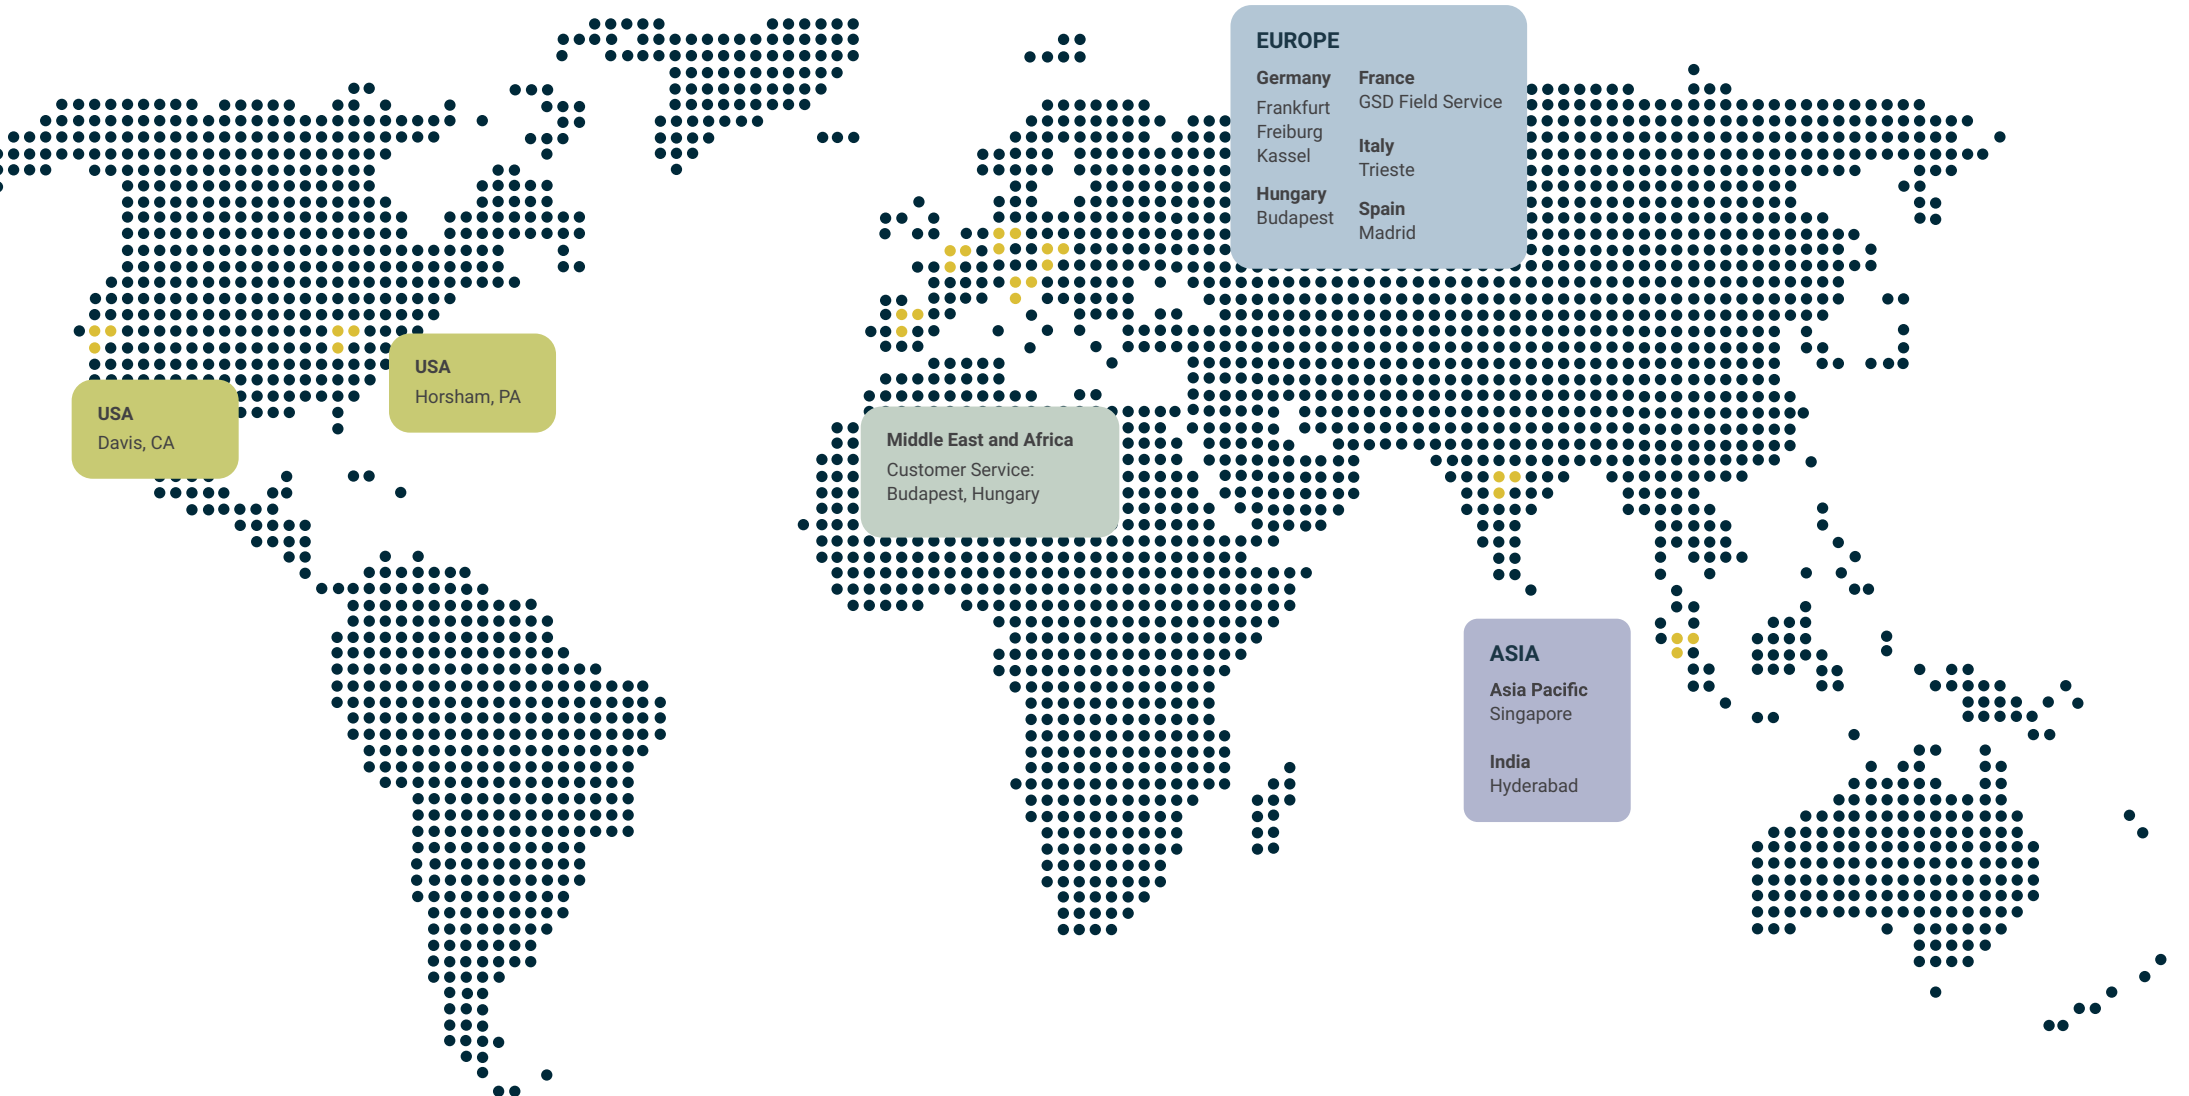 EUROPE
Germany
Frankfurt
Freiburg
Kassel
Hungary
Budapest
France
GSD Field Service
Italy
Trieste
Spain
Madrid
USA
Horsham, PA
USA
Davis, CA
Middle East and Africa
Customer Service:
Budapest, Hungary
ASIA
Asia Pacific
Singapore
India
Hyderabad